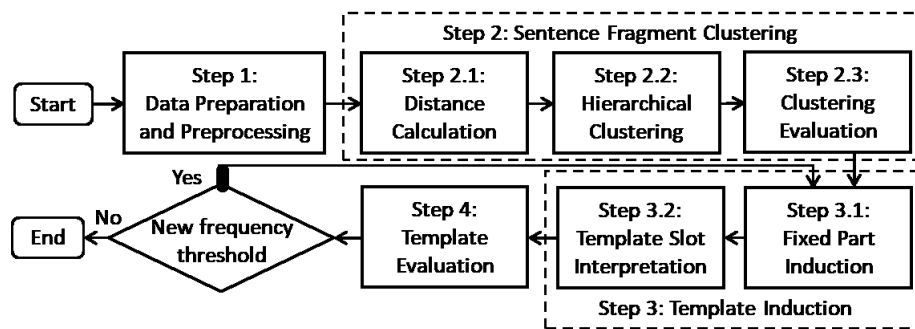 Step 2: Sentence Fragment Clustering
Start
Step 1:
Data Preparation
and Preprocessing
Step 2.1:
Distance
Calculation
Step 2.2:
Hierarchical
Clustering
Step 2.3:
Clustering
Evaluation
Yes
No
End
New frequency
threshold
Step 4:
Template
Evaluation
Step 3.2:
Template Slot
Interpretation
Step 3.1:
Fixed Part
Induction
Step 3: Template Induction